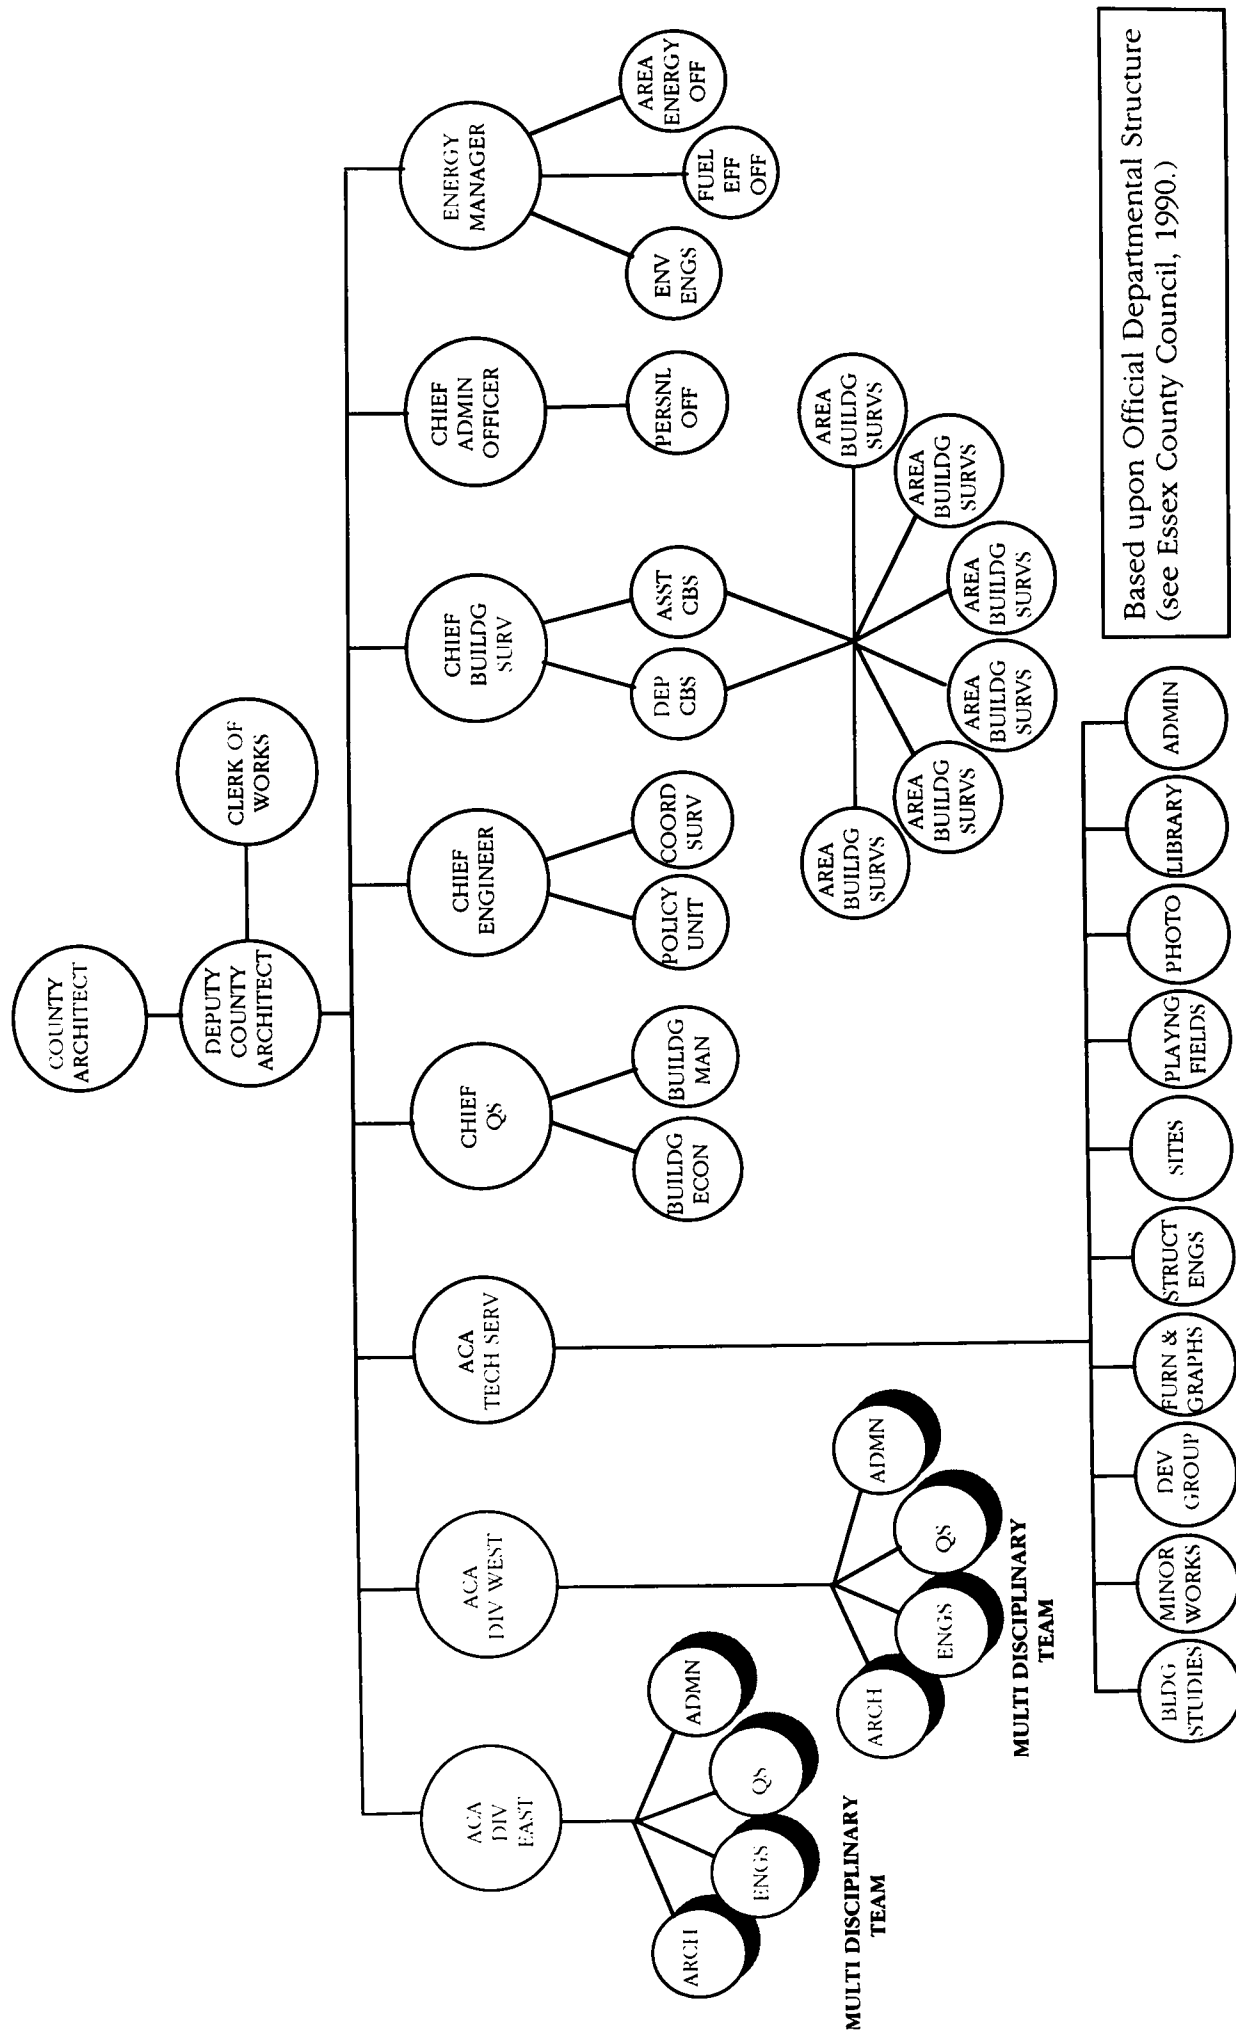 COUNTY
ARCHITECT
DEPUTY
COUNTY
ARCHITECT
CLERK OF
WORKS
ACA
DIV
EAST
ACA
DIV WEST
ACA
TECH SERV
CHIEF
QS
CHIEF
ENGINEER
CHIEF
BUILDG
SURV
CHIEF
ADMIN
OFFICER
ENERGY
MANAGER
ARCH
ENGS
QS
ADMN
MULTI DISCIPLINARY
TEAM
ARCH
ENGS
QS
ADMN
MULTI DISCIPLINARY
TEAM
BUILDG
ECON
BUILDG
MAN
POLICY
UNIT
COORD
SURV
DEP
CBS
ASST
CBS
PERSNL
OFF
ENV
ENGS
FUEL
EFF
OFF
AREA
ENERGY
OFF
AREA
BUILDG
SURVS
AREA
BUILDG
SURVS
AREA
BUILDG
SURVS
AREA
BUILDG
SURVS
AREA
BUILDG
SURVS
AREA
BUILDG
SURVS
BLDG
STUDIES
MINOR
WORKS
DEV
GROUP
FURN &
GRAPHS
STRUCT
ENGS
SITES
PLAYNG
FIELDS
PHOTO
LIBRARY
ADMIN
Based upon Official Departmental Structure
(see Essex County Council, 1990.)